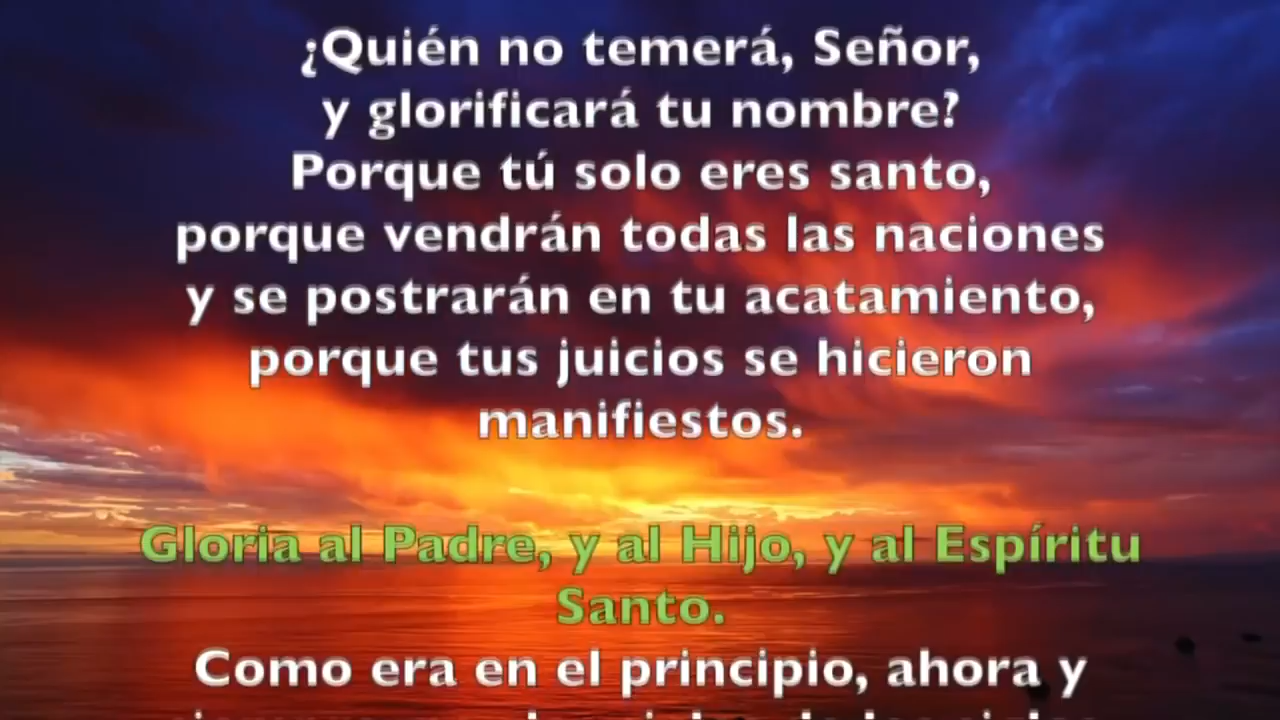 ¿Quién no temerá, Señor,
y glorificará tu nombre?
Porque tú solo eres santo,
porque vendrán todas las naciones
y se postrarán en tu acatamiento,
porque tus juicios se hicieron
manifiestos.
Gloria al Padre, y al Hijo, y al Espíritu
Santo.
Como era en el principio, ahora y